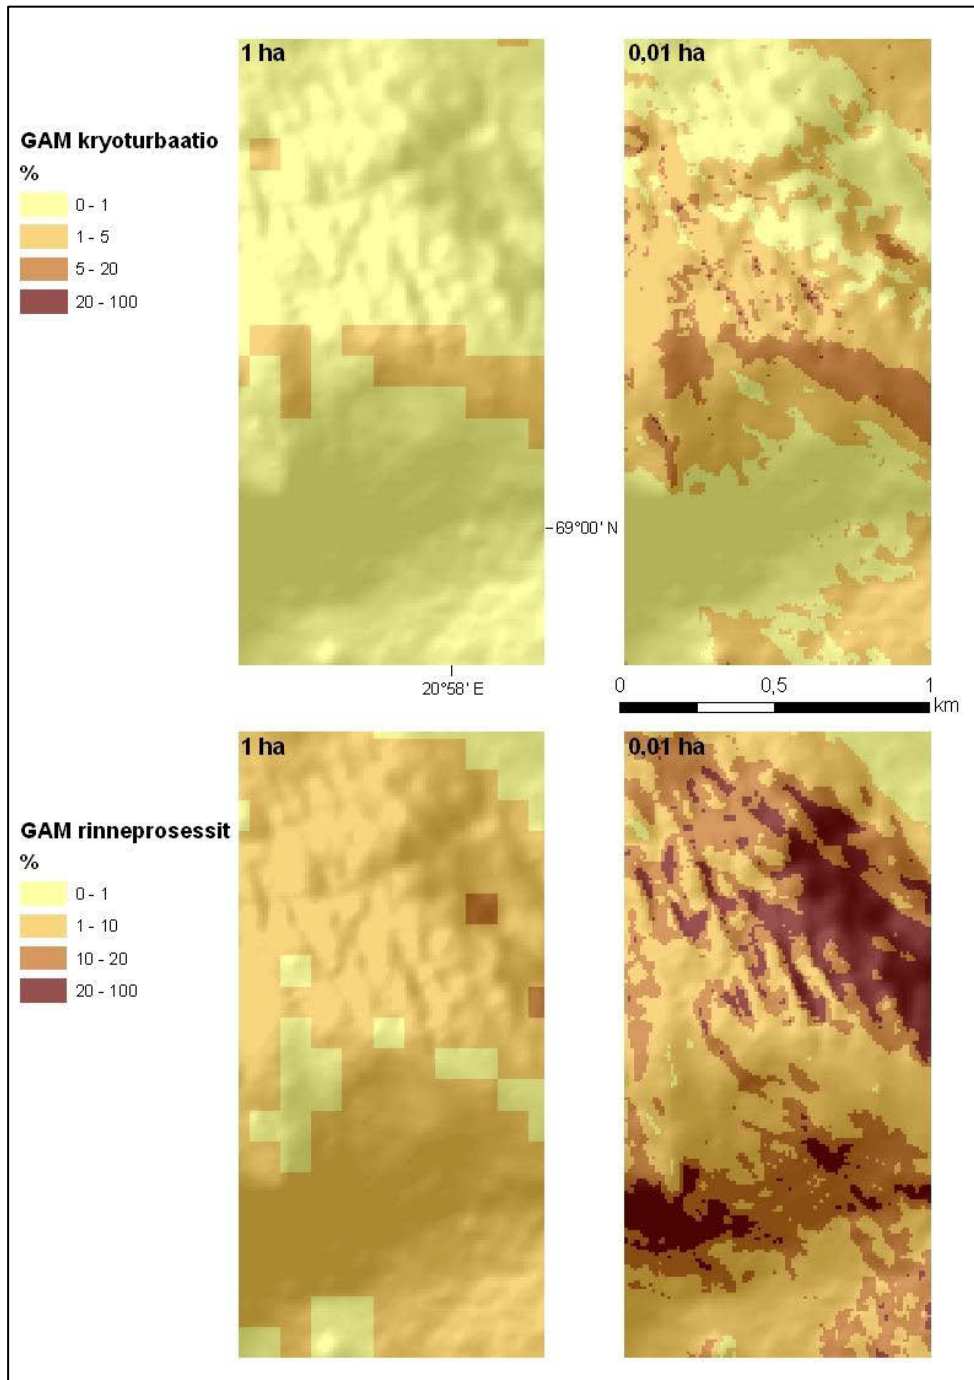 1 ha
0,01 ha
GAM kryoturbaatio
%
0 - 1
1 - 5
5 - 20
20 - 100
69°00' N
20°58' E
0 0,5 1
km
1 ha
0,01 ha
GAM rinneprosessit
%
0 - 1
1 - 10
10 - 20
20 - 100